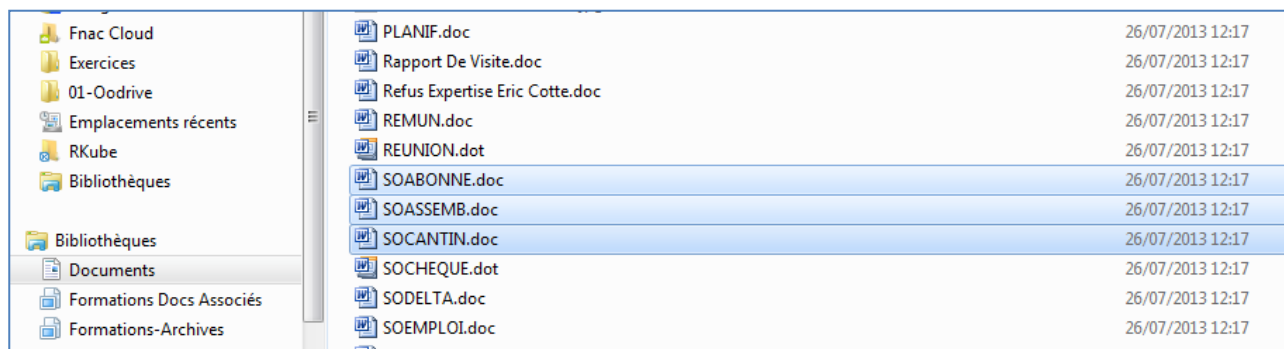 Fnac Cloud
Exercices
01-Oodrive
Emplacements récents
RKube
Bibliothèques
Bibliothèques
Documents
Formations Docs Associés
Formations-Archives
PLANIF.doc 26/07/2013 12:17
Rapport De Visite.doc 26/07/2013 12:17
Refus Expertise Eric Cotte.doc 26/07/2013 12:17
REMUN.doc 26/07/2013 12:17
REUNION.dot 26/07/2013 12:17
SOABONNE.doc 26/07/2013 12:17
SOASSEMB.doc 26/07/2013 12:17
SOCANTIN.doc 26/07/2013 12:17
SOCHEQUE.dot 26/07/2013 12:17
SODELTA.doc 26/07/2013 12:17
SOEMPLOI.doc 26/07/2013 12:17